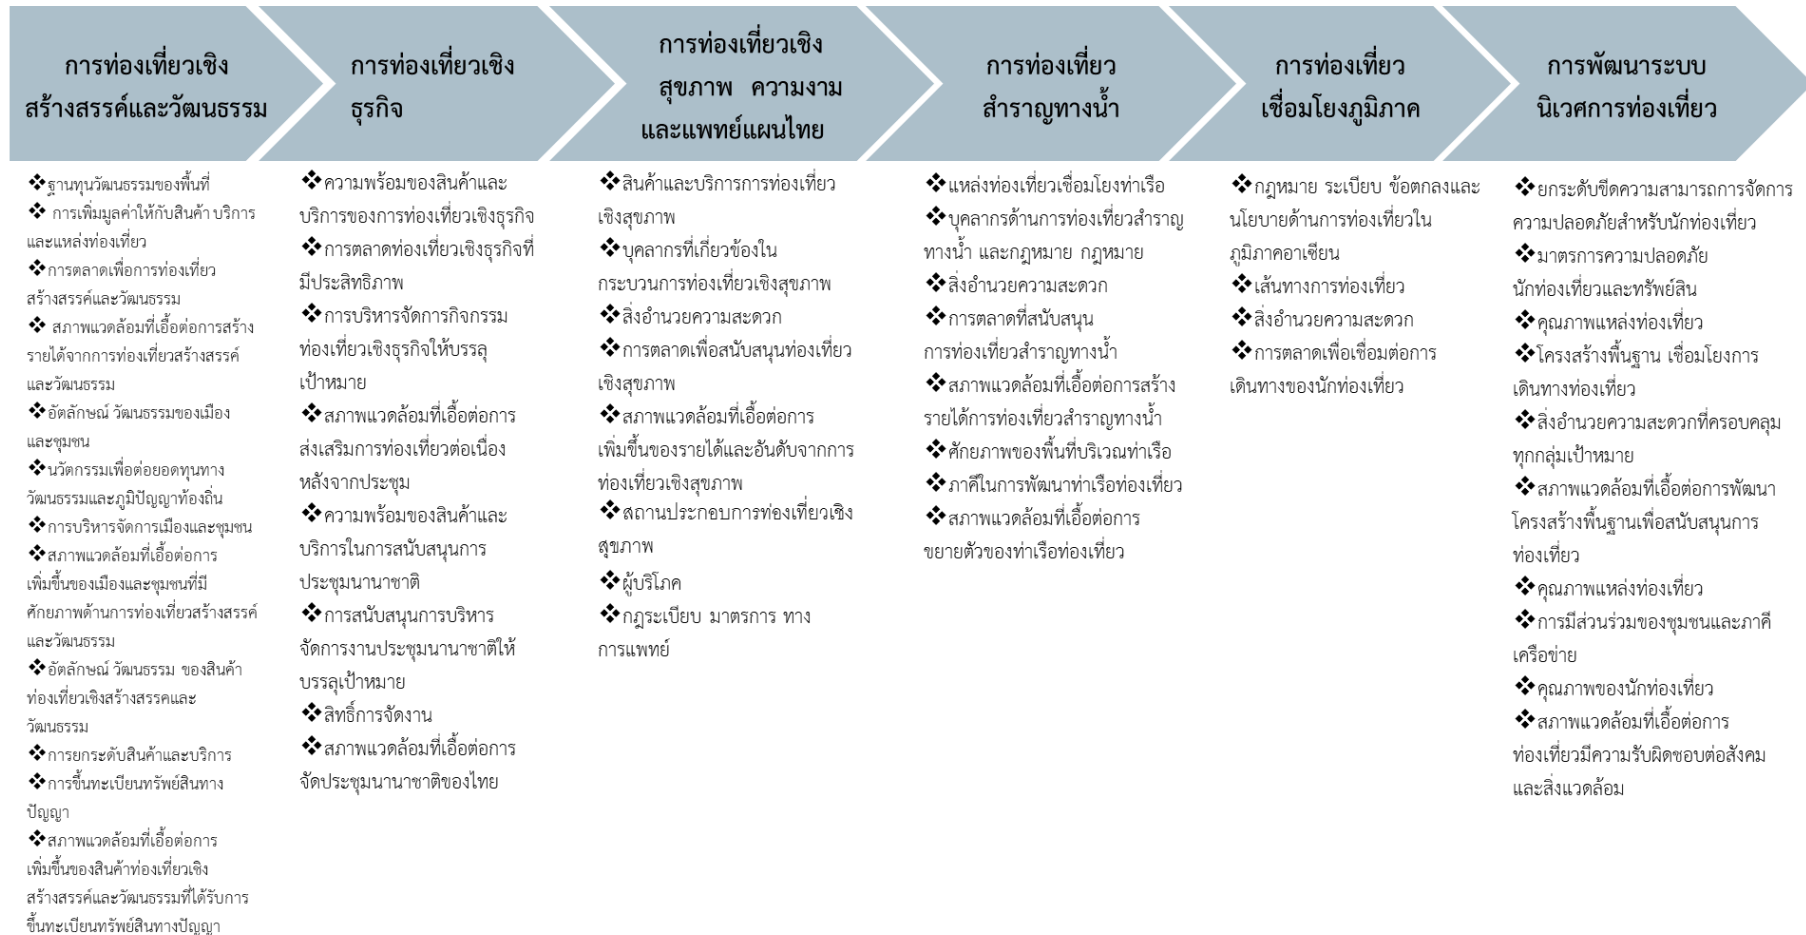 การท่องเที่ยวเชิง
สร้างสรรค์และวัฒนธรรม
❖ฐานทุนวัฒนธรรมของพื้นที่
❖ การเพิ่มมูลค่าให้กับสินค้า บริการ
และแหล่งท่องเที่ยว
❖การตลาดเพื่อการท่องเที่ยว
สร้างสรรค์และวัฒนธรรม
❖ สภาพแวดล้อมที่เอื้อต่อการสร้าง
รายได้จากการท่องเที่ยวสร้างสรรค์
และวัฒนธรรม
❖อัตลักษณ์ วัฒนธรรมของเมือง
และชุมชน
❖นวัตกรรมเพื่อต่อยอดทุนทาง
วัฒนธรรมและภูมิปัญญาท้องถิ่น
❖การบริหารจัดการเมืองและชุมชน
❖สภาพแวดล้อมที่เอื้อต่อการ
เพิ่มขึ้นของเมืองและชุมชนที่มี
ศักยภาพด้านการท่องเที่ยวสร้างสรรค์
และวัฒนธรรม
❖อัตลักษณ์ วัฒนธรรม ของสินค้า
ท่องเที่ยวเชิงสร้างสรรคและ
วัฒนธรรม
❖การยกระดับสินค้าและบริการ
❖การขึ้นทะเบียนทรัพย์สินทาง
ปัญญา
❖สภาพแวดล้อมที่เอื้อต่อการ
เพิ่มขึ้นของสินค้าท่องเที่ยวเชิง
สร้างสรรค์และวัฒนธรรมที่ได้รับการ
ขึ้นทะเบียนทรัพย์สินทางปัญญา
การท่องเที่ยวเชิง
ธุรกิจ
❖ความพร้อมของสินค้าและ
บริการของการท่องเที่ยวเชิงธุรกิจ
❖การตลาดท่องเที่ยวเชิงธุรกิจที่
มีประสิทธิภาพ
❖การบริหารจัดการกิจกรรม
ท่องเที่ยวเชิงธุรกิจให้บรรลุ
เป้าหมาย
❖สภาพแวดล้อมที่เอื้อต่อการ
ส่งเสริมการท่องเที่ยวต่อเนื่อง
หลังจากประชุม
❖ความพร้อมของสินค้าและ
บริการในการสนับสนุนการ
ประชุมนานาชาติ
❖การสนับสนุนการบริหาร
จัดการงานประชุมนานาชาติให้
บรรลุเป้าหมาย
❖สิทธิ์การจัดงาน
❖สภาพแวดล้อมที่เอื้อต่อการ
จัดประชุมนานาชาติของไทย
การท่องเที่ยวเชิง
สุขภาพ ความงาม
และแพทย์แผนไทย
❖สินค้าและบริการการท่องเที่ยว
เชิงสุขภาพ
❖บุคลากรที่เกี่ยวข้องใน
กระบวนการท่องเที่ยวเชิงสุขภาพ
❖สิ่งอำนวยความสะดวก
❖การตลาดเพื่อสนับสนุนท่องเที่ยว
เชิงสุขภาพ
❖สภาพแวดล้อมที่เอื้อต่อการ
เพิ่มขึ้นของรายได้และอันดับจากการ
ท่องเที่ยวเชิงสุขภาพ
❖สถานประกอบการท่องเที่ยวเชิง
สุขภาพ
❖ผู้บริโภค
❖กฎระเบียบ มาตรการ ทาง
การแพทย์
การท่องเที่ยว
สำราญทางน้ำ
❖แหล่งท่องเที่ยวเชื่อมโยงท่าเรือ
❖บุคลากรด้านการท่องเที่ยวสำราญ
ทางน้ำ และกฎหมาย กฎหมาย
❖สิ่งอำนวยความสะดวก
❖การตลาดที่สนับสนุน
การท่องเที่ยวสำราญทางน้ำ
❖สภาพแวดล้อมที่เอื้อต่อการสร้าง
รายได้การท่องเที่ยวสำราญทางน้ำ
❖ศักยภาพของพื้นที่บริเวณท่าเรือ
❖ภาคีในการพัฒนาท่าเรือท่องเที่ยว
❖สภาพแวดล้อมที่เอื้อต่อการ
ขยายตัวของท่าเรือท่องเที่ยว
การท่องเที่ยว
เชื่อมโยงภูมิภาค
❖กฎหมาย ระเบียบ ข้อตกลงและ
นโยบายด้านการท่องเที่ยวใน
ภูมิภาคอาเซียน
❖เส้นทางการท่องเที่ยว
❖สิ่งอำนวยความสะดวก
❖การตลาดเพื่อเชื่อมต่อการ
เดินทางของนักท่องเที่ยว
การพัฒนาระบบ
นิเวศการท่องเที่ยว
❖ยกระดับขีดความสามารถการจัดการ
ความปลอดภัยสำหรับนักท่องเที่ยว
❖มาตรการความปลอดภัย
นักท่องเที่ยวและทรัพย์สิน
❖คุณภาพแหล่งท่องเที่ยว
❖โครงสร้างพื้นฐาน เชื่อมโยงการ
เดินทางท่องเที่ยว
❖สิ่งอำนวยความสะดวกที่ครอบคลุม
ทุกกลุ่มเป้าหมาย
❖สภาพแวดล้อมที่เอื้อต่อการพัฒนา
โครงสร้างพื้นฐานเพื่อสนับสนุนการ
ท่องเที่ยว
❖คุณภาพแหล่งท่องเที่ยว
❖การมีส่วนร่วมของชุมชนและภาคี
เครือข่าย
❖คุณภาพของนักท่องเที่ยว
❖สภาพแวดล้อมที่เอื้อต่อการ
ท่องเที่ยวมีความรับผิดชอบต่อสังคม
และสิ่งแวดล้อม